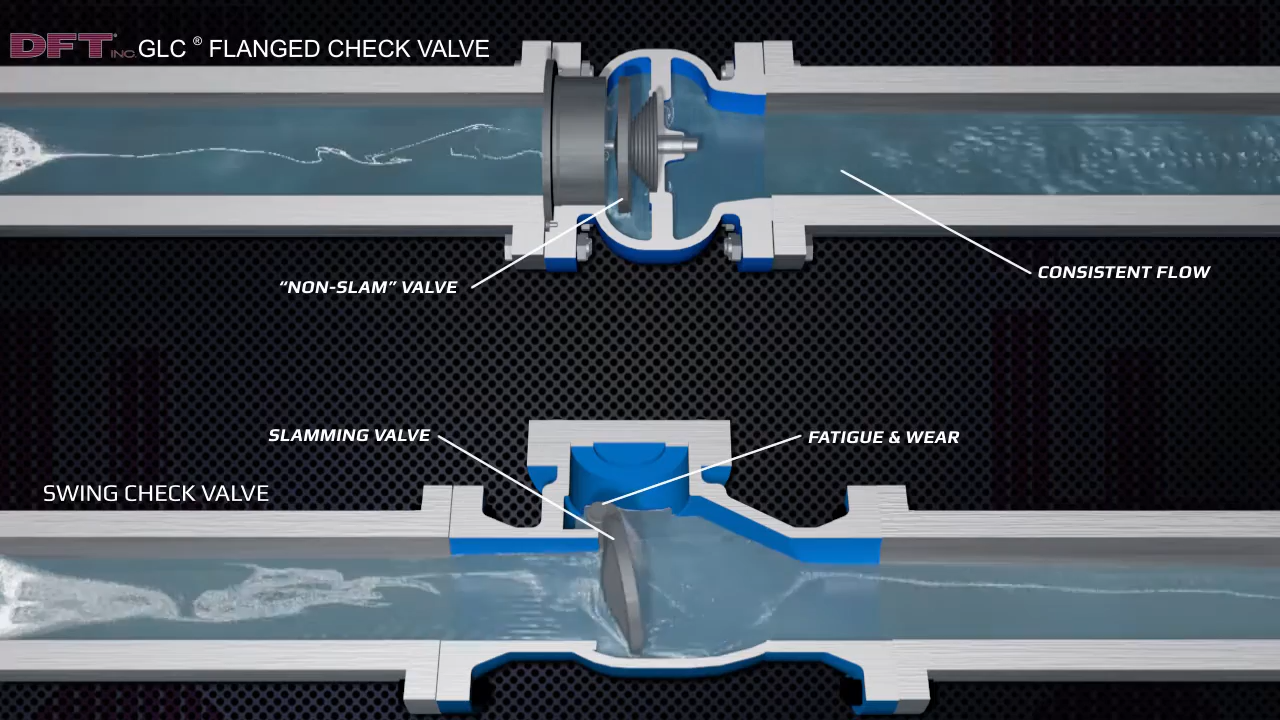 DFT® INC. GLC® FLANGED CHECK VALVE
“NON-SLAM” VALVE
CONSISTENT FLOW
SLAMMING VALVE
FATIGUE & WEAR
SWING CHECK VALVE